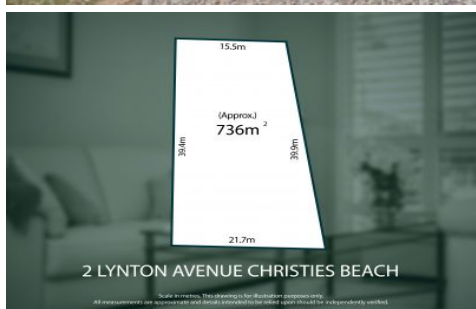 15.5m
(Approx.)
736m 2
39.4m
39.9m
21.7m
2 LYNTON AVENUE CHRISTIES BEACH
Scale in metres. This drawing is for illustration purposes only.
All measurements are approximate and details intended to be relied upon should be independently verified.